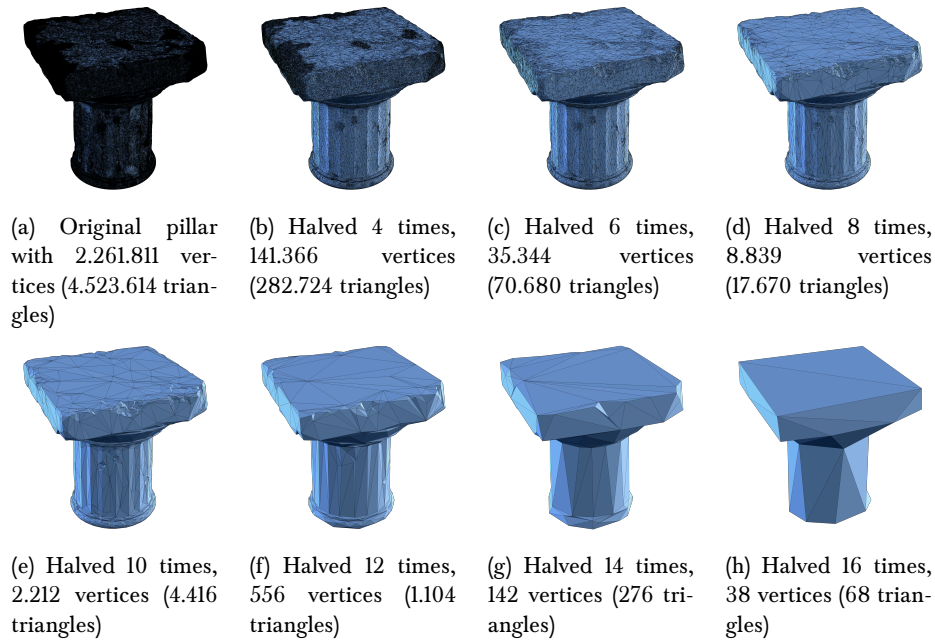 (a) Original pillar
with 2.261.811 ver-
tices (4.523.614 trian-
gles)
(b) Halved 4 times,
141.366 vertices
(282.724 triangles)
(c) Halved 6 times,
35.344 vertices
(70.680 triangles)
(d) Halved 8 times,
8.839 vertices
(17.670 triangles)
(e) Halved 10 times,
2.212 vertices (4.416
triangles)
(f) Halved 12 times,
556 vertices (1.104
triangles)
(g) Halved 14 times,
142 vertices (276 tri-
angles)
(h) Halved 16 times,
38 vertices (68 trian-
gles)